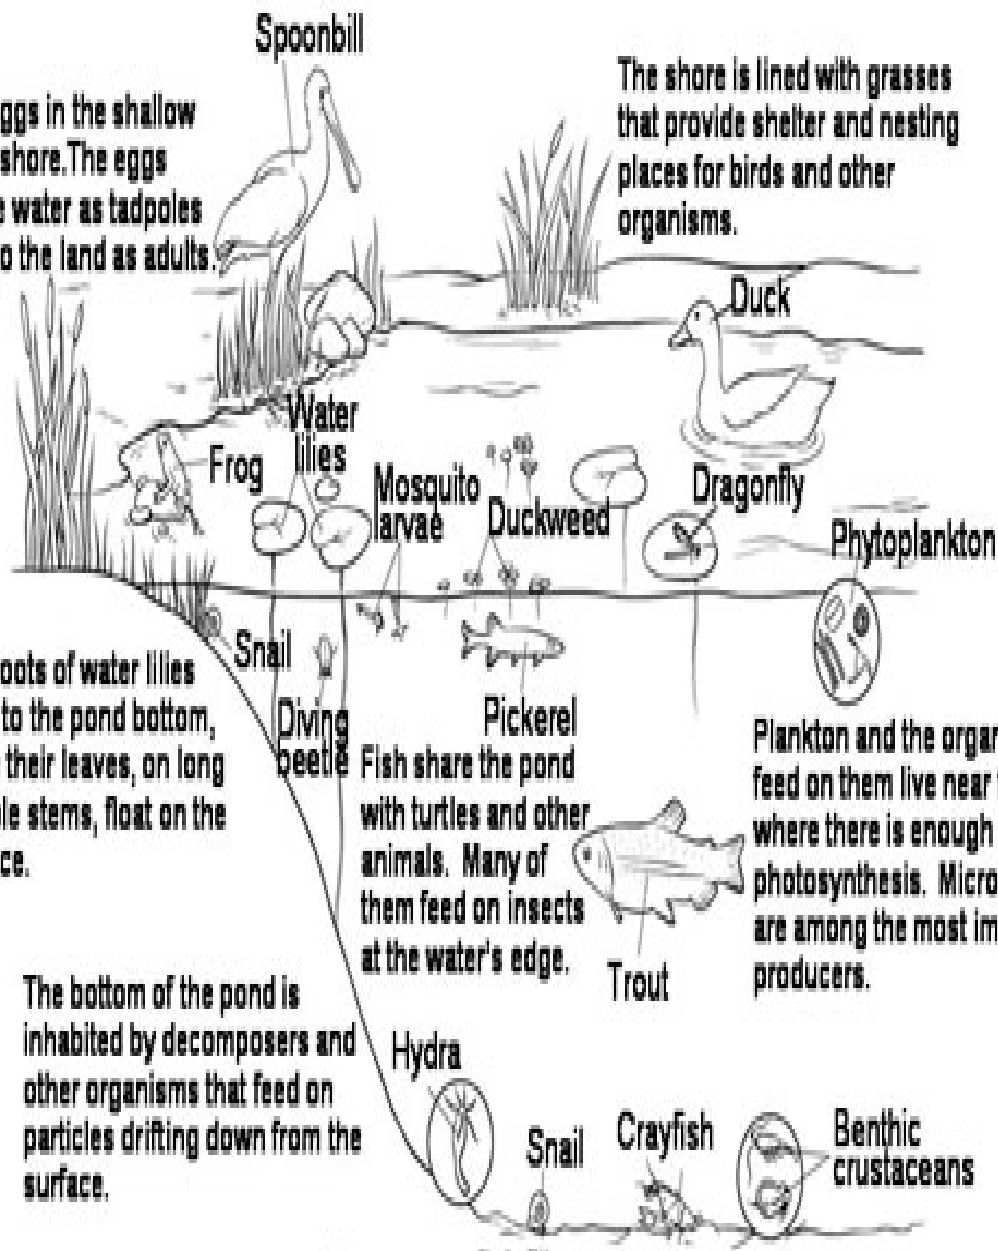 Spoonbill
ggs in the shallow
shore.The eggs
e water as tadpoles
o the land as adults.
The shore is lined with grasses
that provide shelter and nesting
places for birds and other
organisms.
Duck
Water
lilies
Frog
Mosquito
larvae
Duckweed
Dragonfly
Phytoplankton
Snail
Diving
beetle
Pickerel
oots of water lilies
to the pond bottom,
their leaves, on long
le stems, float on the
ce.
Fish share the pond
with turtles and other
animals. Many of
them feed on insects
at the water's edge.
Trout
Plankton and the organ
feed on them live near
where there is enough
photosynthesis. Micro
are among the most im
producers.
The bottom of the pond is
inhabited by decomposers and
other organisms that feed on
particles drifting down from the
surface.
Hydra
Snail
Crayfish
Benthic
crustaceans